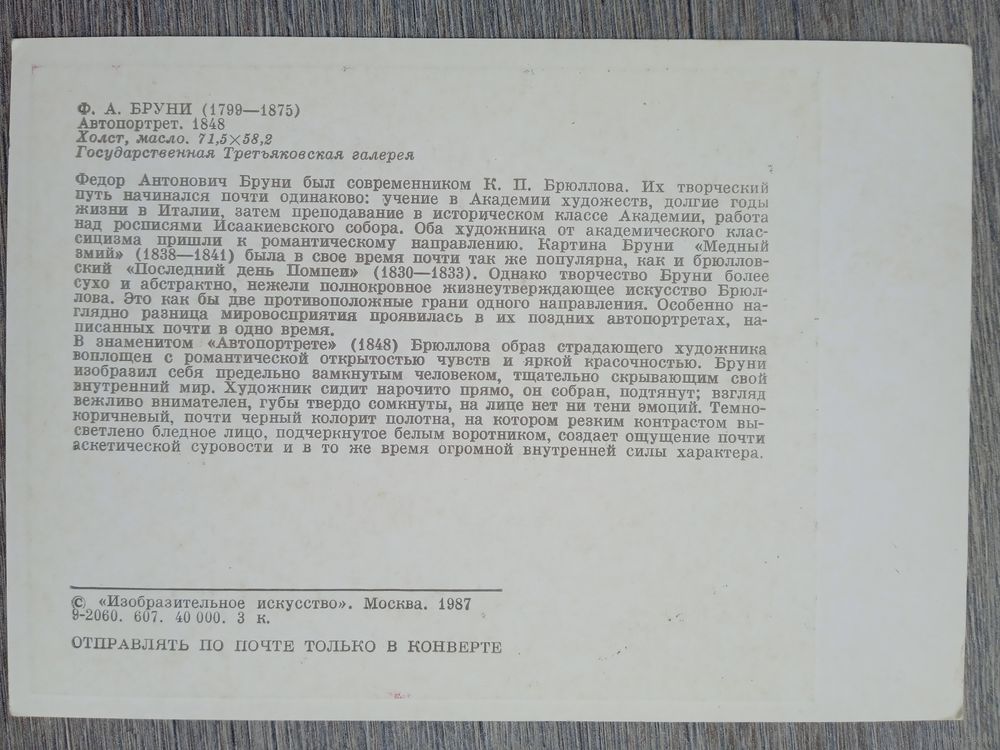 Ф. А. БРУНИ (1799—1875)
Автопортрет. 1848
Холст, масло. 71,5×58,2
Государственная Третьяковская галерея
Федор Антонович Бруни был современником К. П. Брюллова. Их творческий
путь начинался почти одинаково: учение в Академии художеств, долгие годы
жизни в Италии, затем преподавание в историческом классе Академии, работа
над росписями Исаакиевского собора. Оба художника от академического клас-
сицизма пришли к романтическому направлению. Картина Бруни «Медный
змий» (1838—1841) была в свое время почти так же популярна, как и брюллов-
ский «Последний день Помпеи» (1830—1833). Однако творчество Бруни более
сухо и абстрактно, нежели полнокровное жизнеутверждающее искусство Брюл-
лова. Это как бы две противоположные грани одного направления. Особенно на-
глядно разница мировосприятия проявилась в их поздних автопортретах, на-
писанных почти в одно время.
В знаменитом «Автопортрете» (1848) Брюллова образ страдающего художника
воплощен с романтической открытостью чувств и яркой красочностью. Бруни
изобразил себя предельно замкнутым человеком, тщательно скрывающим свой
внутренний мир. Художник сидит нарочито прямо, он собран, подтянут; взгляд
вежливо внимателен, губы твердо сомкнуты, на лице нет ни тени эмоций. Темно-
коричневый, почти черный колорит полотна, на котором резким контрастом вы-
светлено бледное лицо, подчеркнутое белым воротником, создает ощущение почти
аскетической суровости и в то же время огромной внутренней силы характера.
© «Изобразительное искусство». Москва. 1987
9-2060. 607. 40 000. 3 к.
ОТПРАВЛЯТЬ ПО ПОЧТЕ ТОЛЬКО В КОНВЕРТЕ